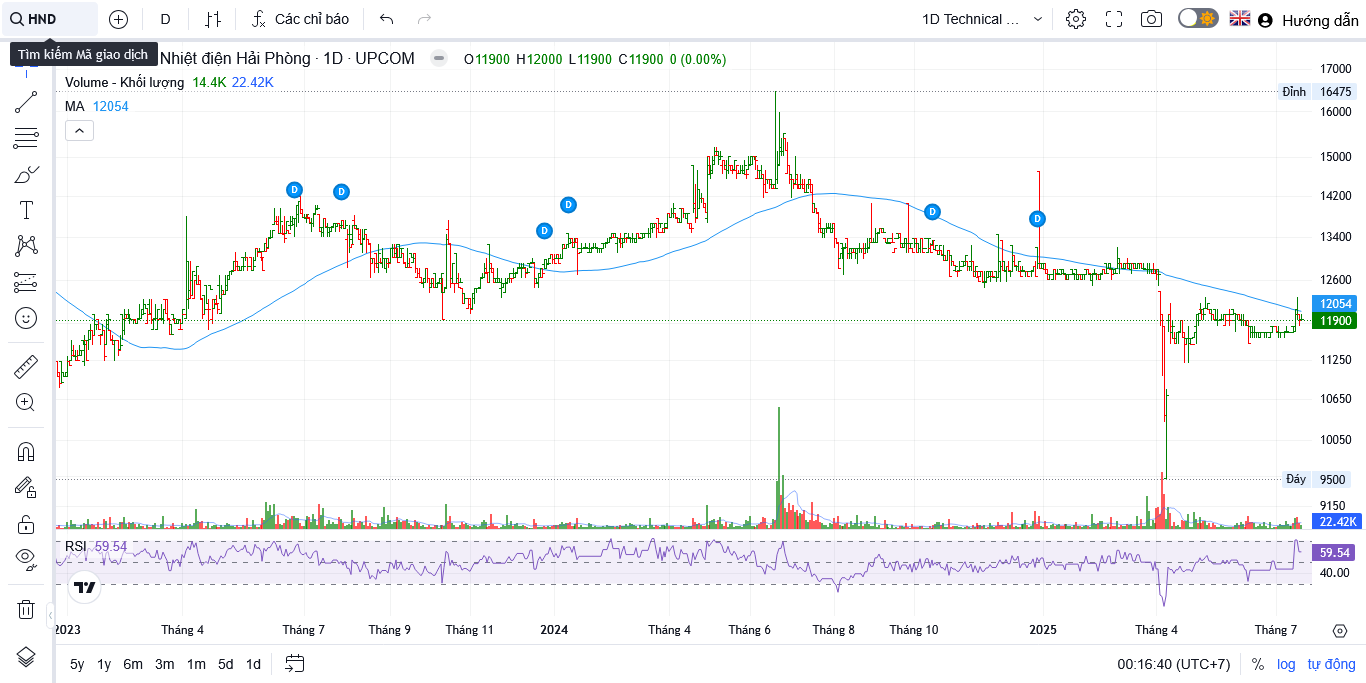 HND D Các chỉ báo 1D Technical ... Hướng dẫn
Tìm kiếm Mã giao dịch
Nhiệt điện Hải Phòng · 1D · UPCOM O11900 H12000 L11900 C11900 0 (0.00%)
Volume - Khối lượng 14.4K 22.42K
MA 12054
17000
Đỉnh 16475
16000
15000
14200
13400
12600
12054
11900
11250
10650
10050
Đáy 9500
9150
22.42K
D D D D D D
RSI 59.54
59.54
40.00
2023 Tháng 4 Tháng 7 Tháng 9 Tháng 11 2024 Tháng 4 Tháng 6 Tháng 8 Tháng 10 2025 Tháng 4 Tháng 7
5y 1y 6m 3m 1m 5d 1d 00:16:40 (UTC+7) % log tự động